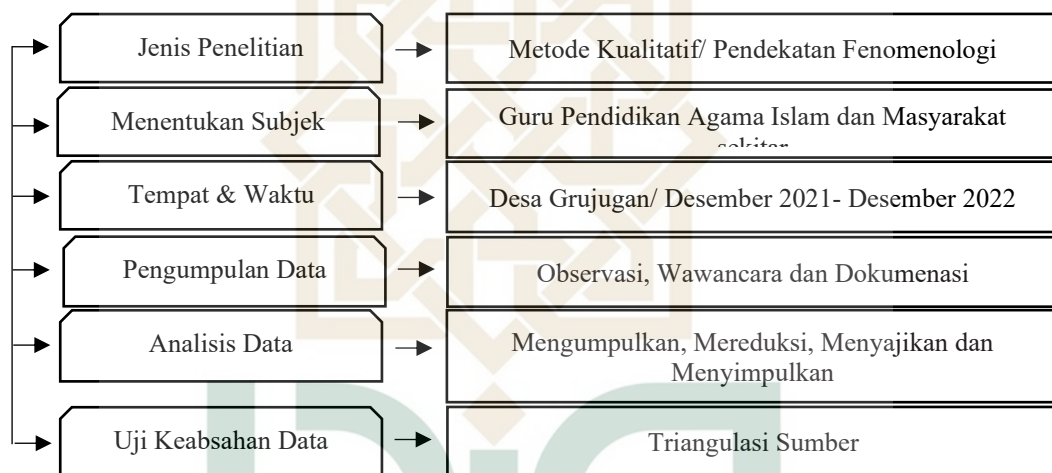 Jenis Penelitian
Metode Kualitatif/ Pendekatan Fenomenologi
Menentukan Subjek
Guru Pendidikan Agama Islam dan Masyarakat
sekitar
Tempat & Waktu
Desa Grujugan/ Desember 2021- Desember 2022
Pengumpulan Data
Observasi, Wawancara dan Dokumenasi
Analisis Data
Mengumpulkan, Mereduksi, Menyajikan dan
Menyimpulkan
Uji Keabsahan Data
Triangulasi Sumber